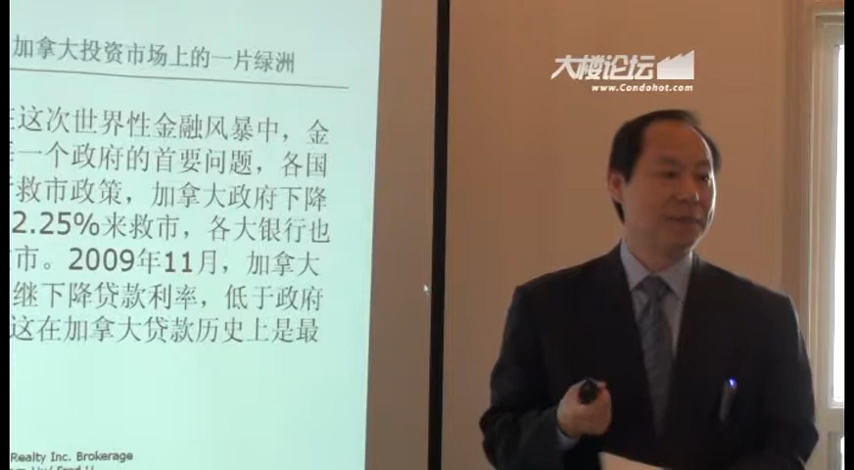 加拿大投资市场上的一片绿洲
在这次世界性金融风暴中，金
一个政府的首要问题，各国
救市政策，加拿大政府下降
2.25%来救市，各大银行也
市。2009年11月，加拿大
继下降贷款利率，低于政府
这在加拿大贷款历史上是最
Realty Inc. Brokerage
大楼论坛
www.Condohot.com